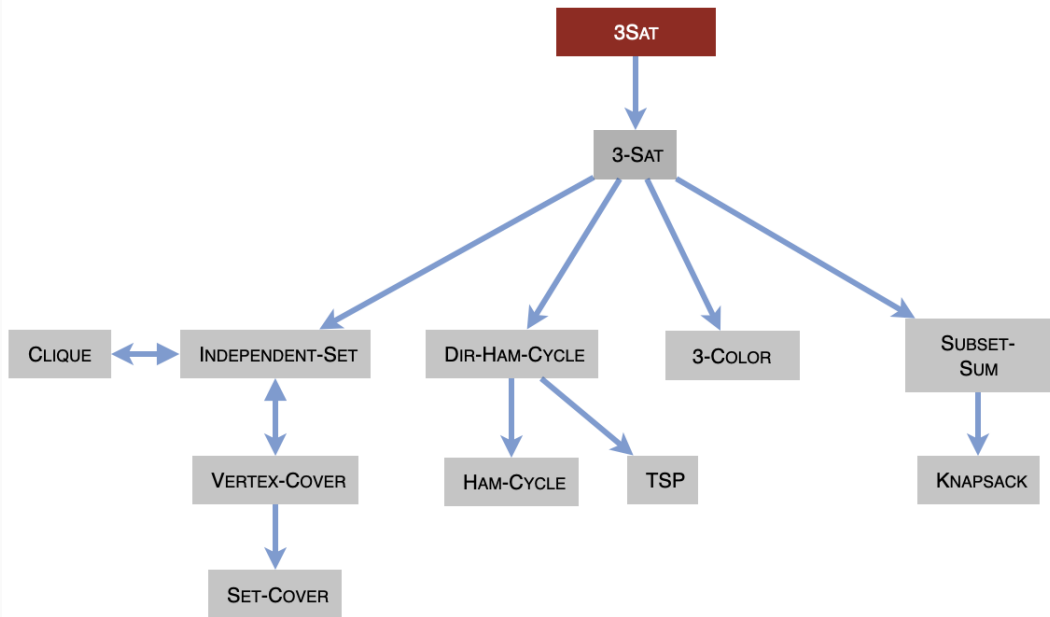 3SAT
3-SAT
CLIQUE
INDEPENDENT-SET
DIR-HAM-CYCLE
3-COLOR
SUBSET-
SUM
VERTEX-COVER
HAM-CYCLE
TSP
KNAPSACK
SET-COVER